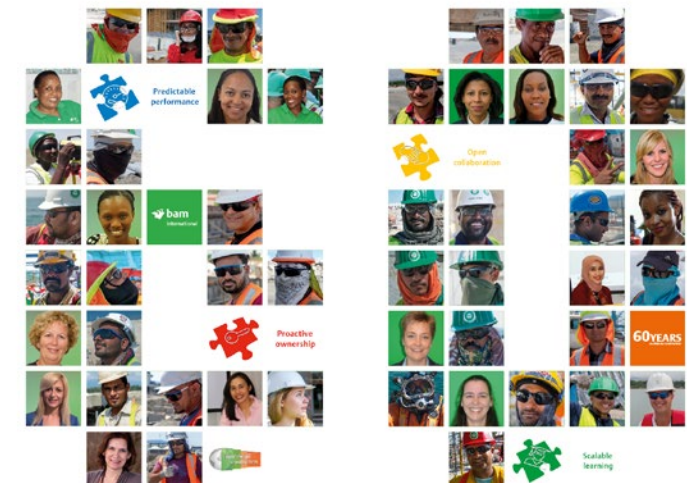 Predictable
performance
Open
collaboration
bam
international
Proactive
ownership
60YEARS
Scalable
learning